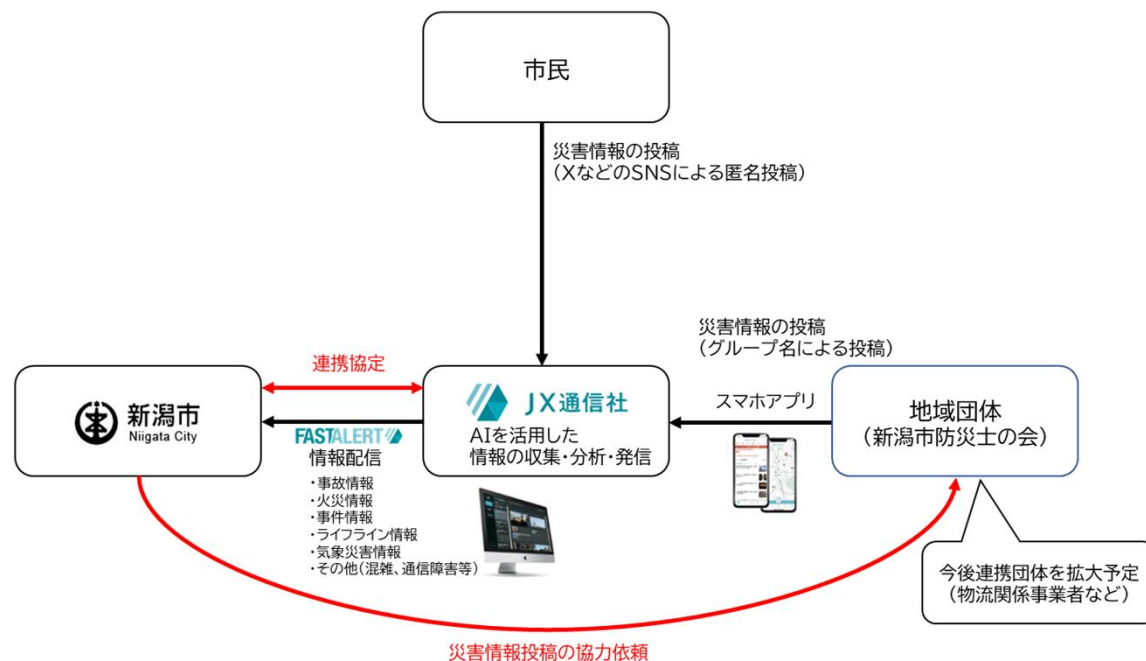 市民
災害情報の投稿
（XなどのSNSによる匿名投稿）
災害情報の投稿
（グループ名による投稿）
連携協定
新潟市
Niigata City
JX通信社
AIを活用した
情報の収集・分析・発信
スマホアプリ
地域団体
（新潟市防災士の会）
FASTALERT
情報配信
・事故情報
・火災情報
・事件情報
・ライフライン情報
・気象災害情報
・その他（混雑、通信障害等）
今後連携団体を拡大予定
（物流関係事業者など）
災害情報投稿の協力依頼